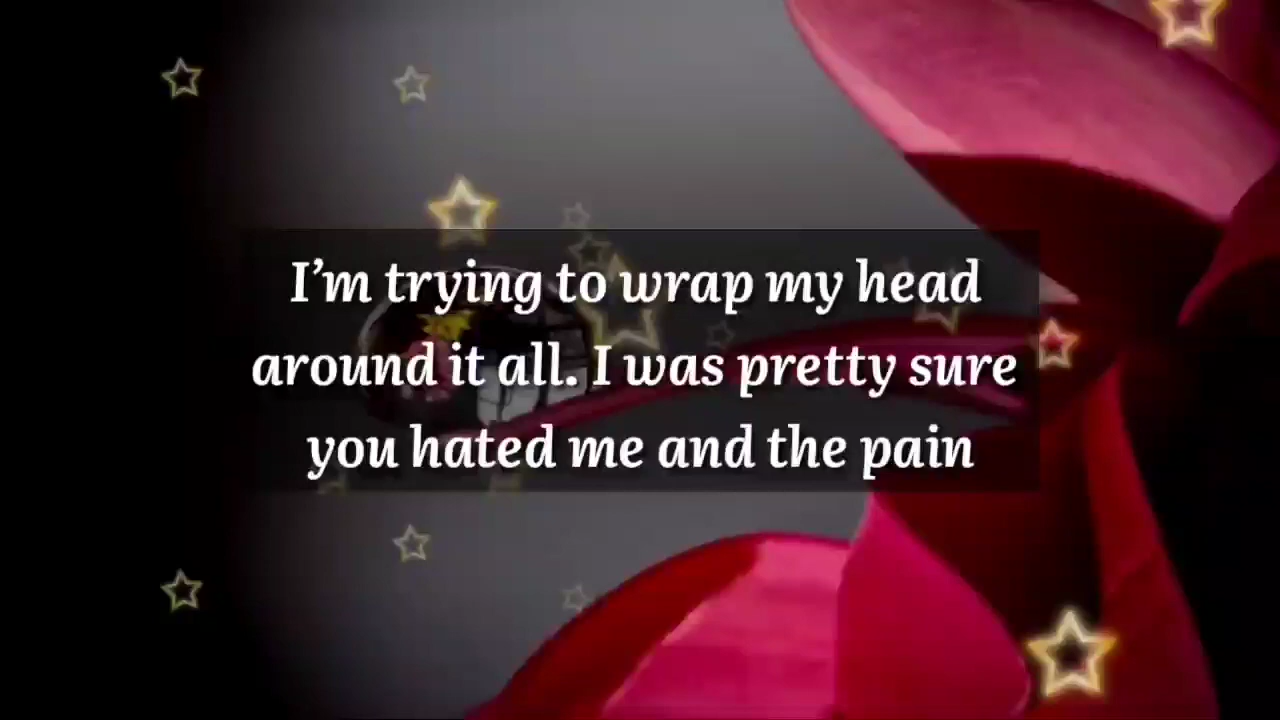 I’m trying to wrap my head
around it all. I was pretty sure
you hated me and the pain